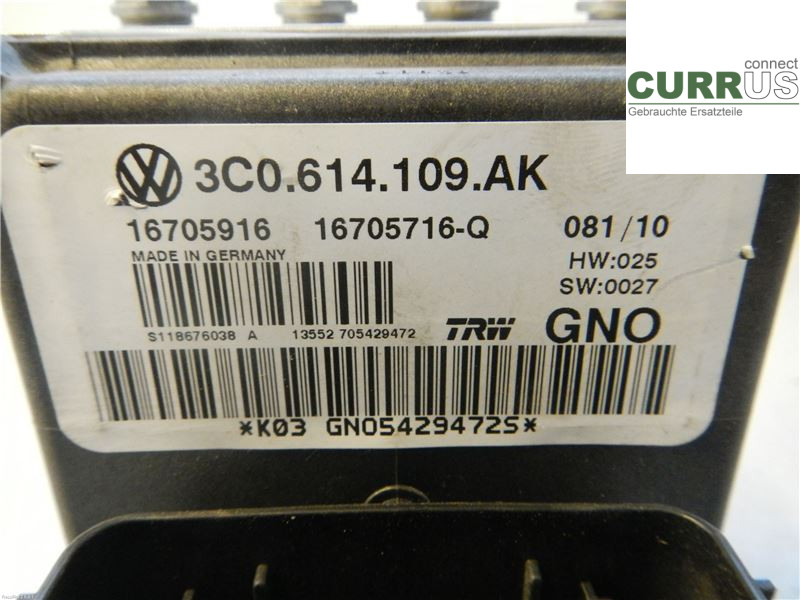 connect
CURRUS
Gebrauchte Ersatzteile
3C0.614.109.AK
16705916 16705716-Q 081/10
MADE IN GERMANY HW:025
SW:0027
S118676038 A 13552 705429472 TRW GNO
*K03 GNO5429472S*